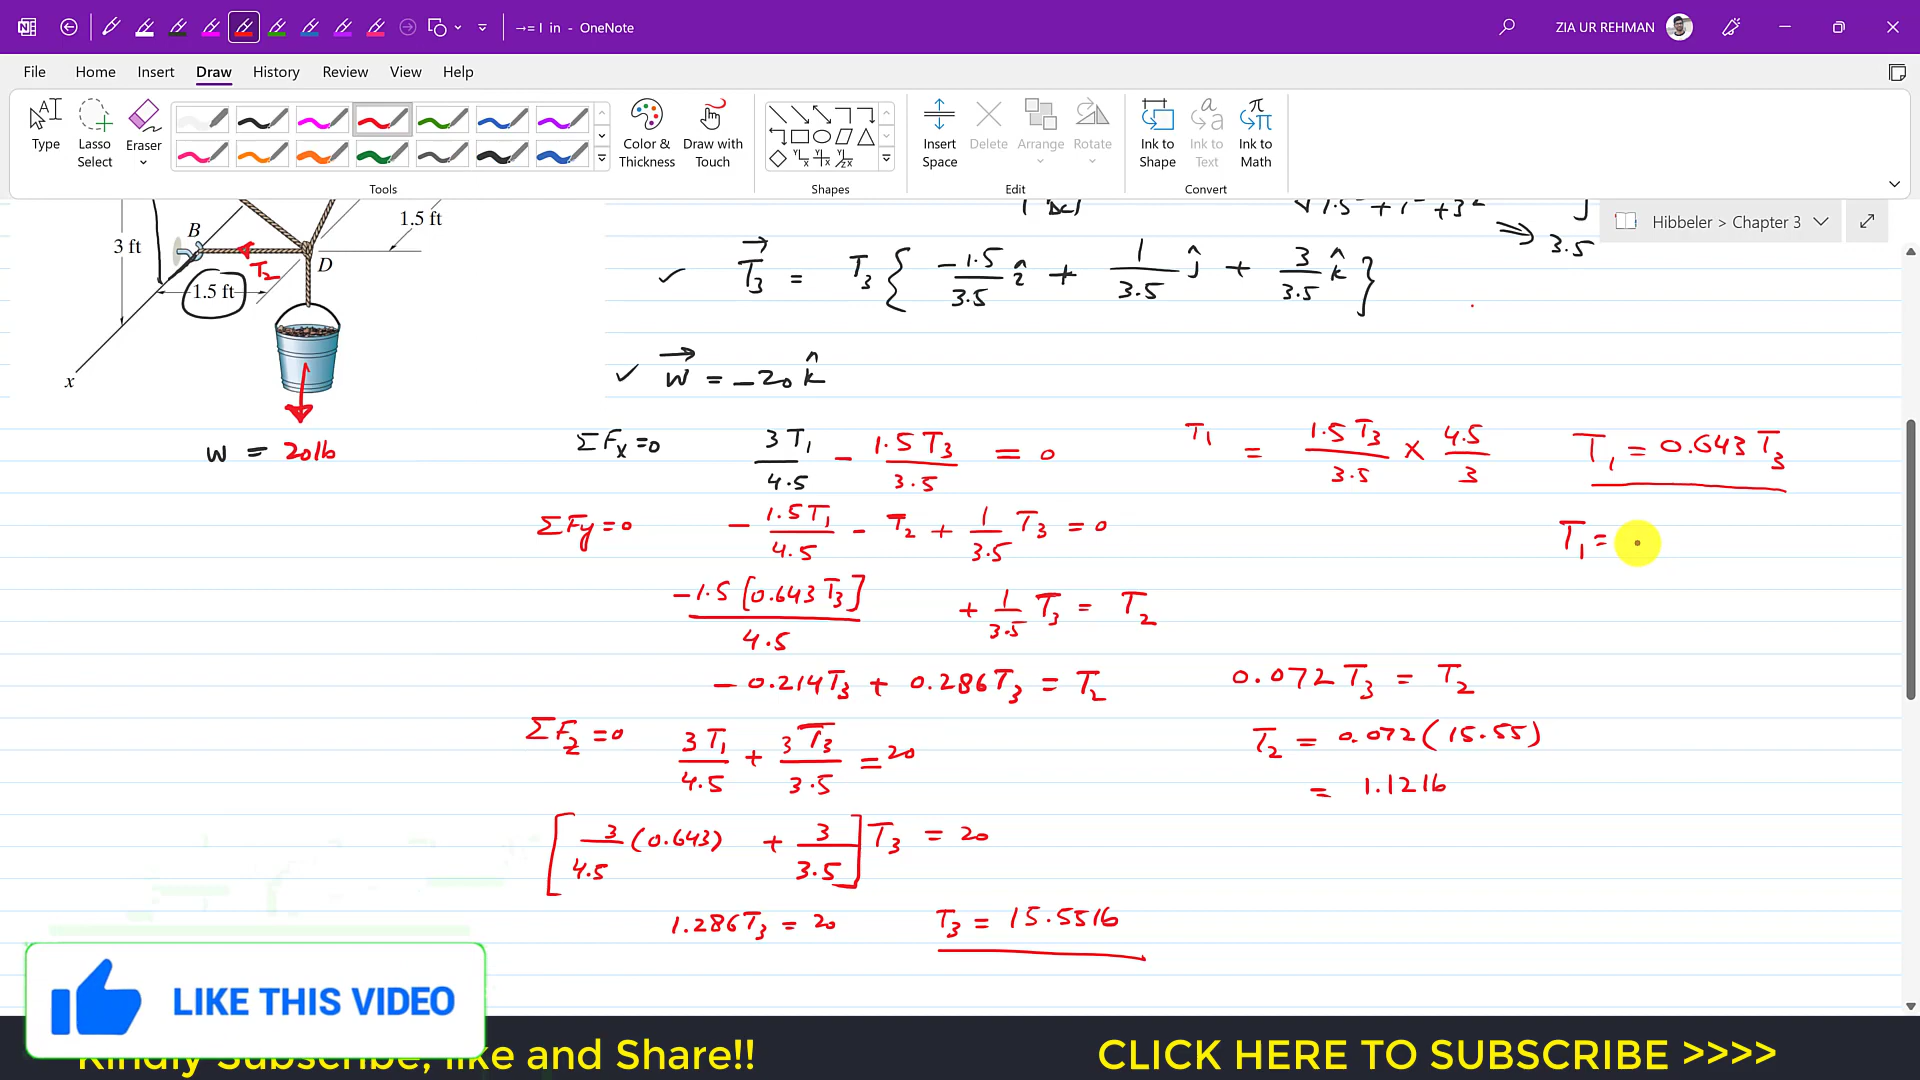 →= I in - OneNote
ZIA UR REHMAN
File Home Insert Draw History Review View Help
Type
Lasso Select
Eraser
Color & Thickness
Draw with Touch
Insert Space
Delete
Arrange
Rotate
Ink to Shape
Ink to Text
Ink to Math
Tools
Shapes
Edit
Convert
Hibbeler > Chapter 3
B
1.5 ft
3 ft
T₂
D
1.5 ft
x
W = 20lb
⇒ 3.5
✓ T₃⃗ = T₃ { -1.5/3.5 î + 1/3.5 ĵ + 3/3.5 k̂ }
✓ W⃗ = -20 k̂
ΣFx=0 3T₁/4.5 - 1.5T₃/3.5 = 0
T₁ = 1.5T₃/3.5 × 4.5/3
T₁ = 0.643T₃
ΣFy=0 - 1.5T₁/4.5 - T₂ + 1/3.5 T₃ = 0
T₁ =
-1.5[0.643T₃]/4.5 + 1/3.5 T₃ = T₂
- 0.214T₃ + 0.286T₃ = T₂
0.072T₃ = T₂
ΣFz=0 3T₁/4.5 + 3T₃/3.5 = 20
T₂ = 0.072(15.55)
= 1.12lb
[3/4.5 (0.643) + 3/3.5] T₃ = 20
1.286T₃ = 20
T₃ = 15.55lb
LIKE THIS VIDEO
Kindly Subscribe, like and Share!!
CLICK HERE TO SUBSCRIBE >>>>